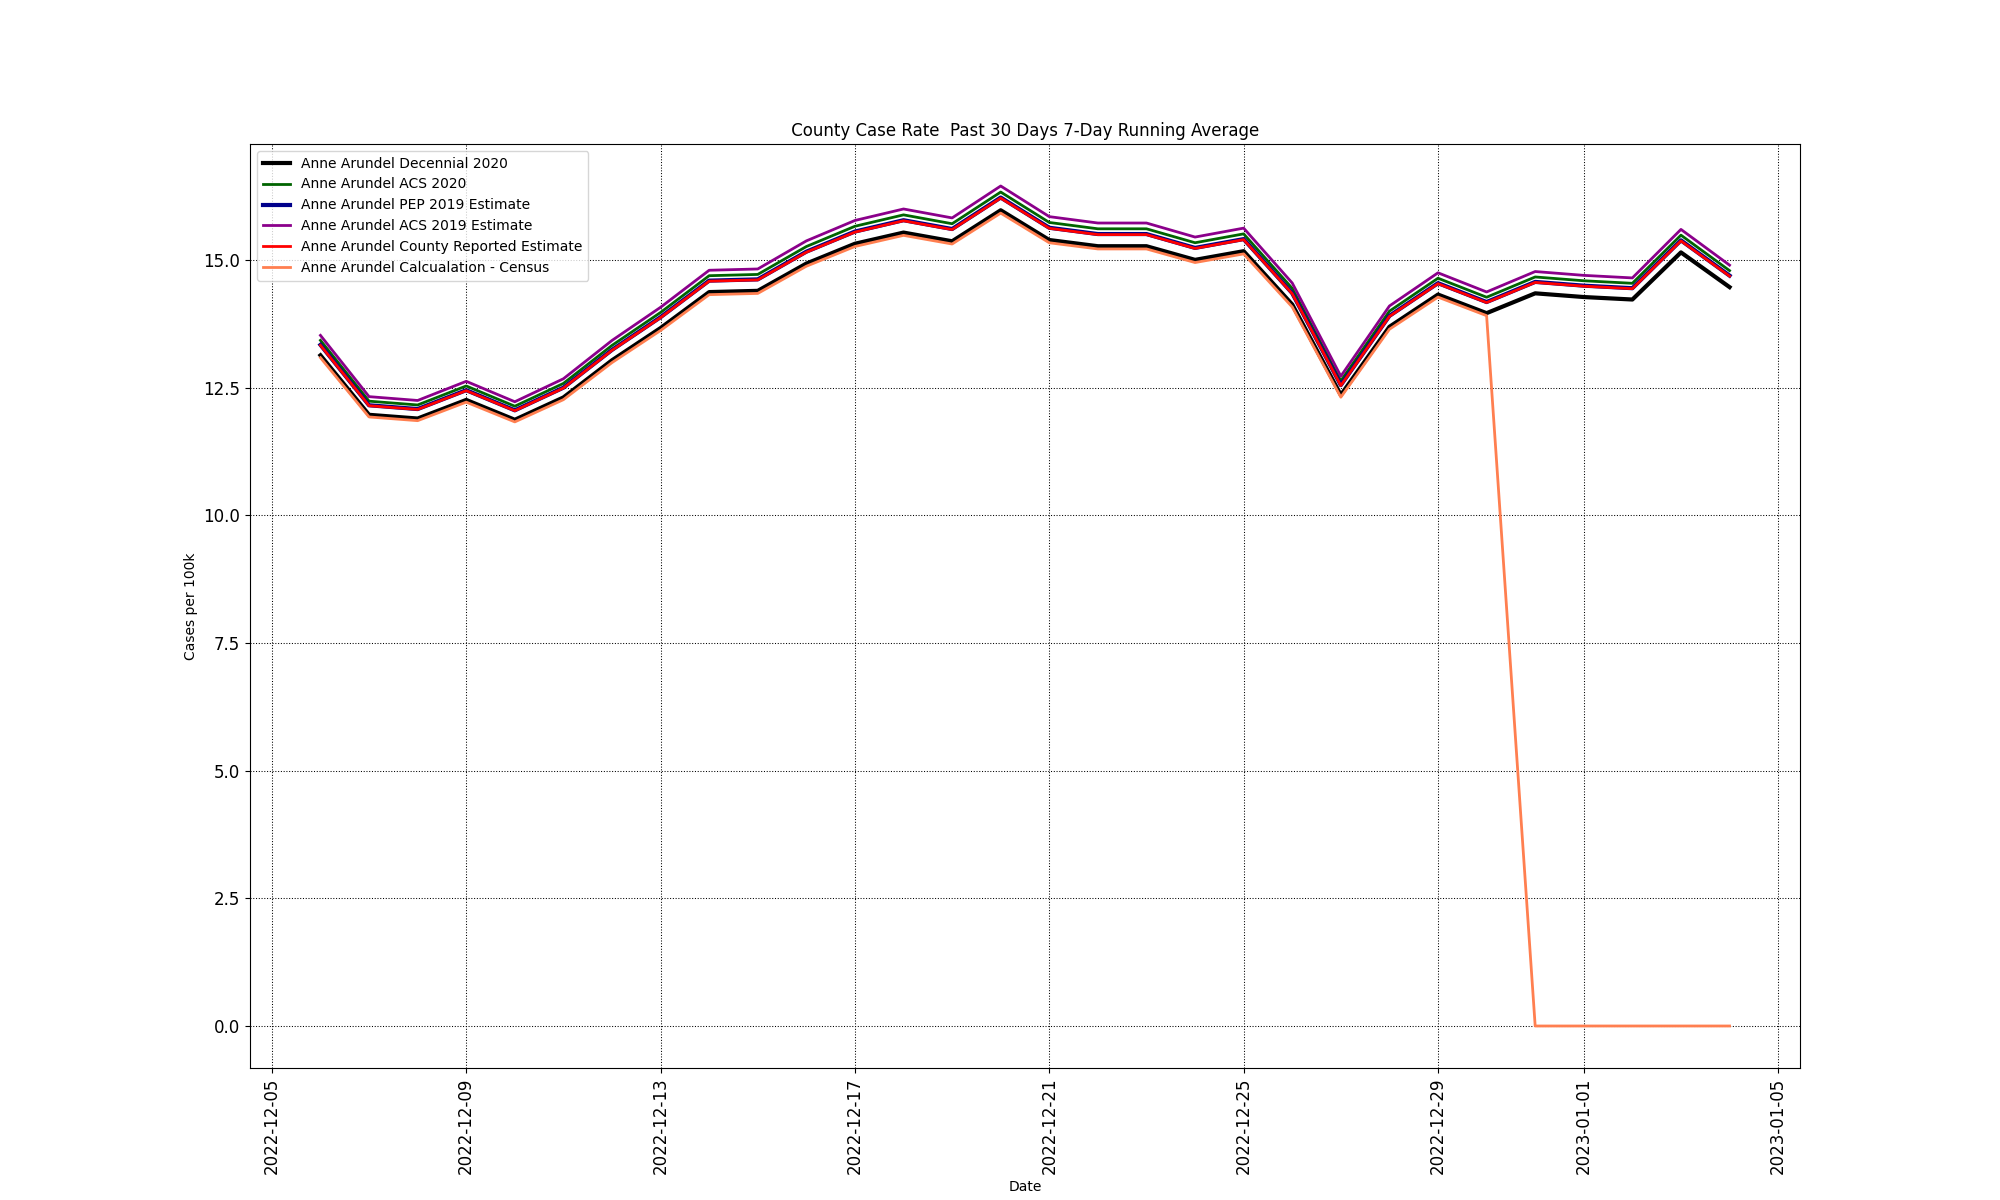 County Case Rate  Past 30 Days 7-Day Running Average
Anne Arundel Decennial 2020
Anne Arundel ACS 2020
Anne Arundel PEP 2019 Estimate
Anne Arundel ACS 2019 Estimate
Anne Arundel County Reported Estimate
Anne Arundel Calcualation - Census
15.0
12.5
10.0
7.5
5.0
2.5
0.0
Cases per 100k
2022-12-05
2022-12-09
2022-12-13
2022-12-17
2022-12-21
2022-12-25
2022-12-29
2023-01-01
2023-01-05
Date